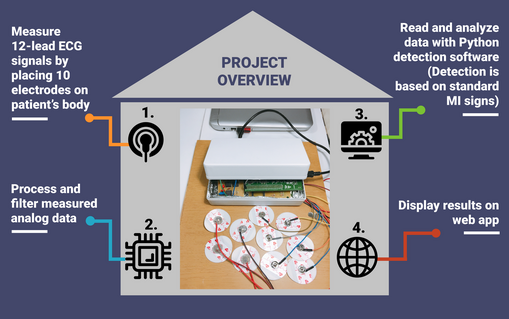 PROJECT
OVERVIEW
Measure
12-lead ECG
signals by
placing 10
electrodes on
patient's body
1.
Process and
filter measured
analog data
2.
Read and analyze
data with Python
detection software
(Detection is
based on standard
MI signs)
3.
Display results on
web app
4.